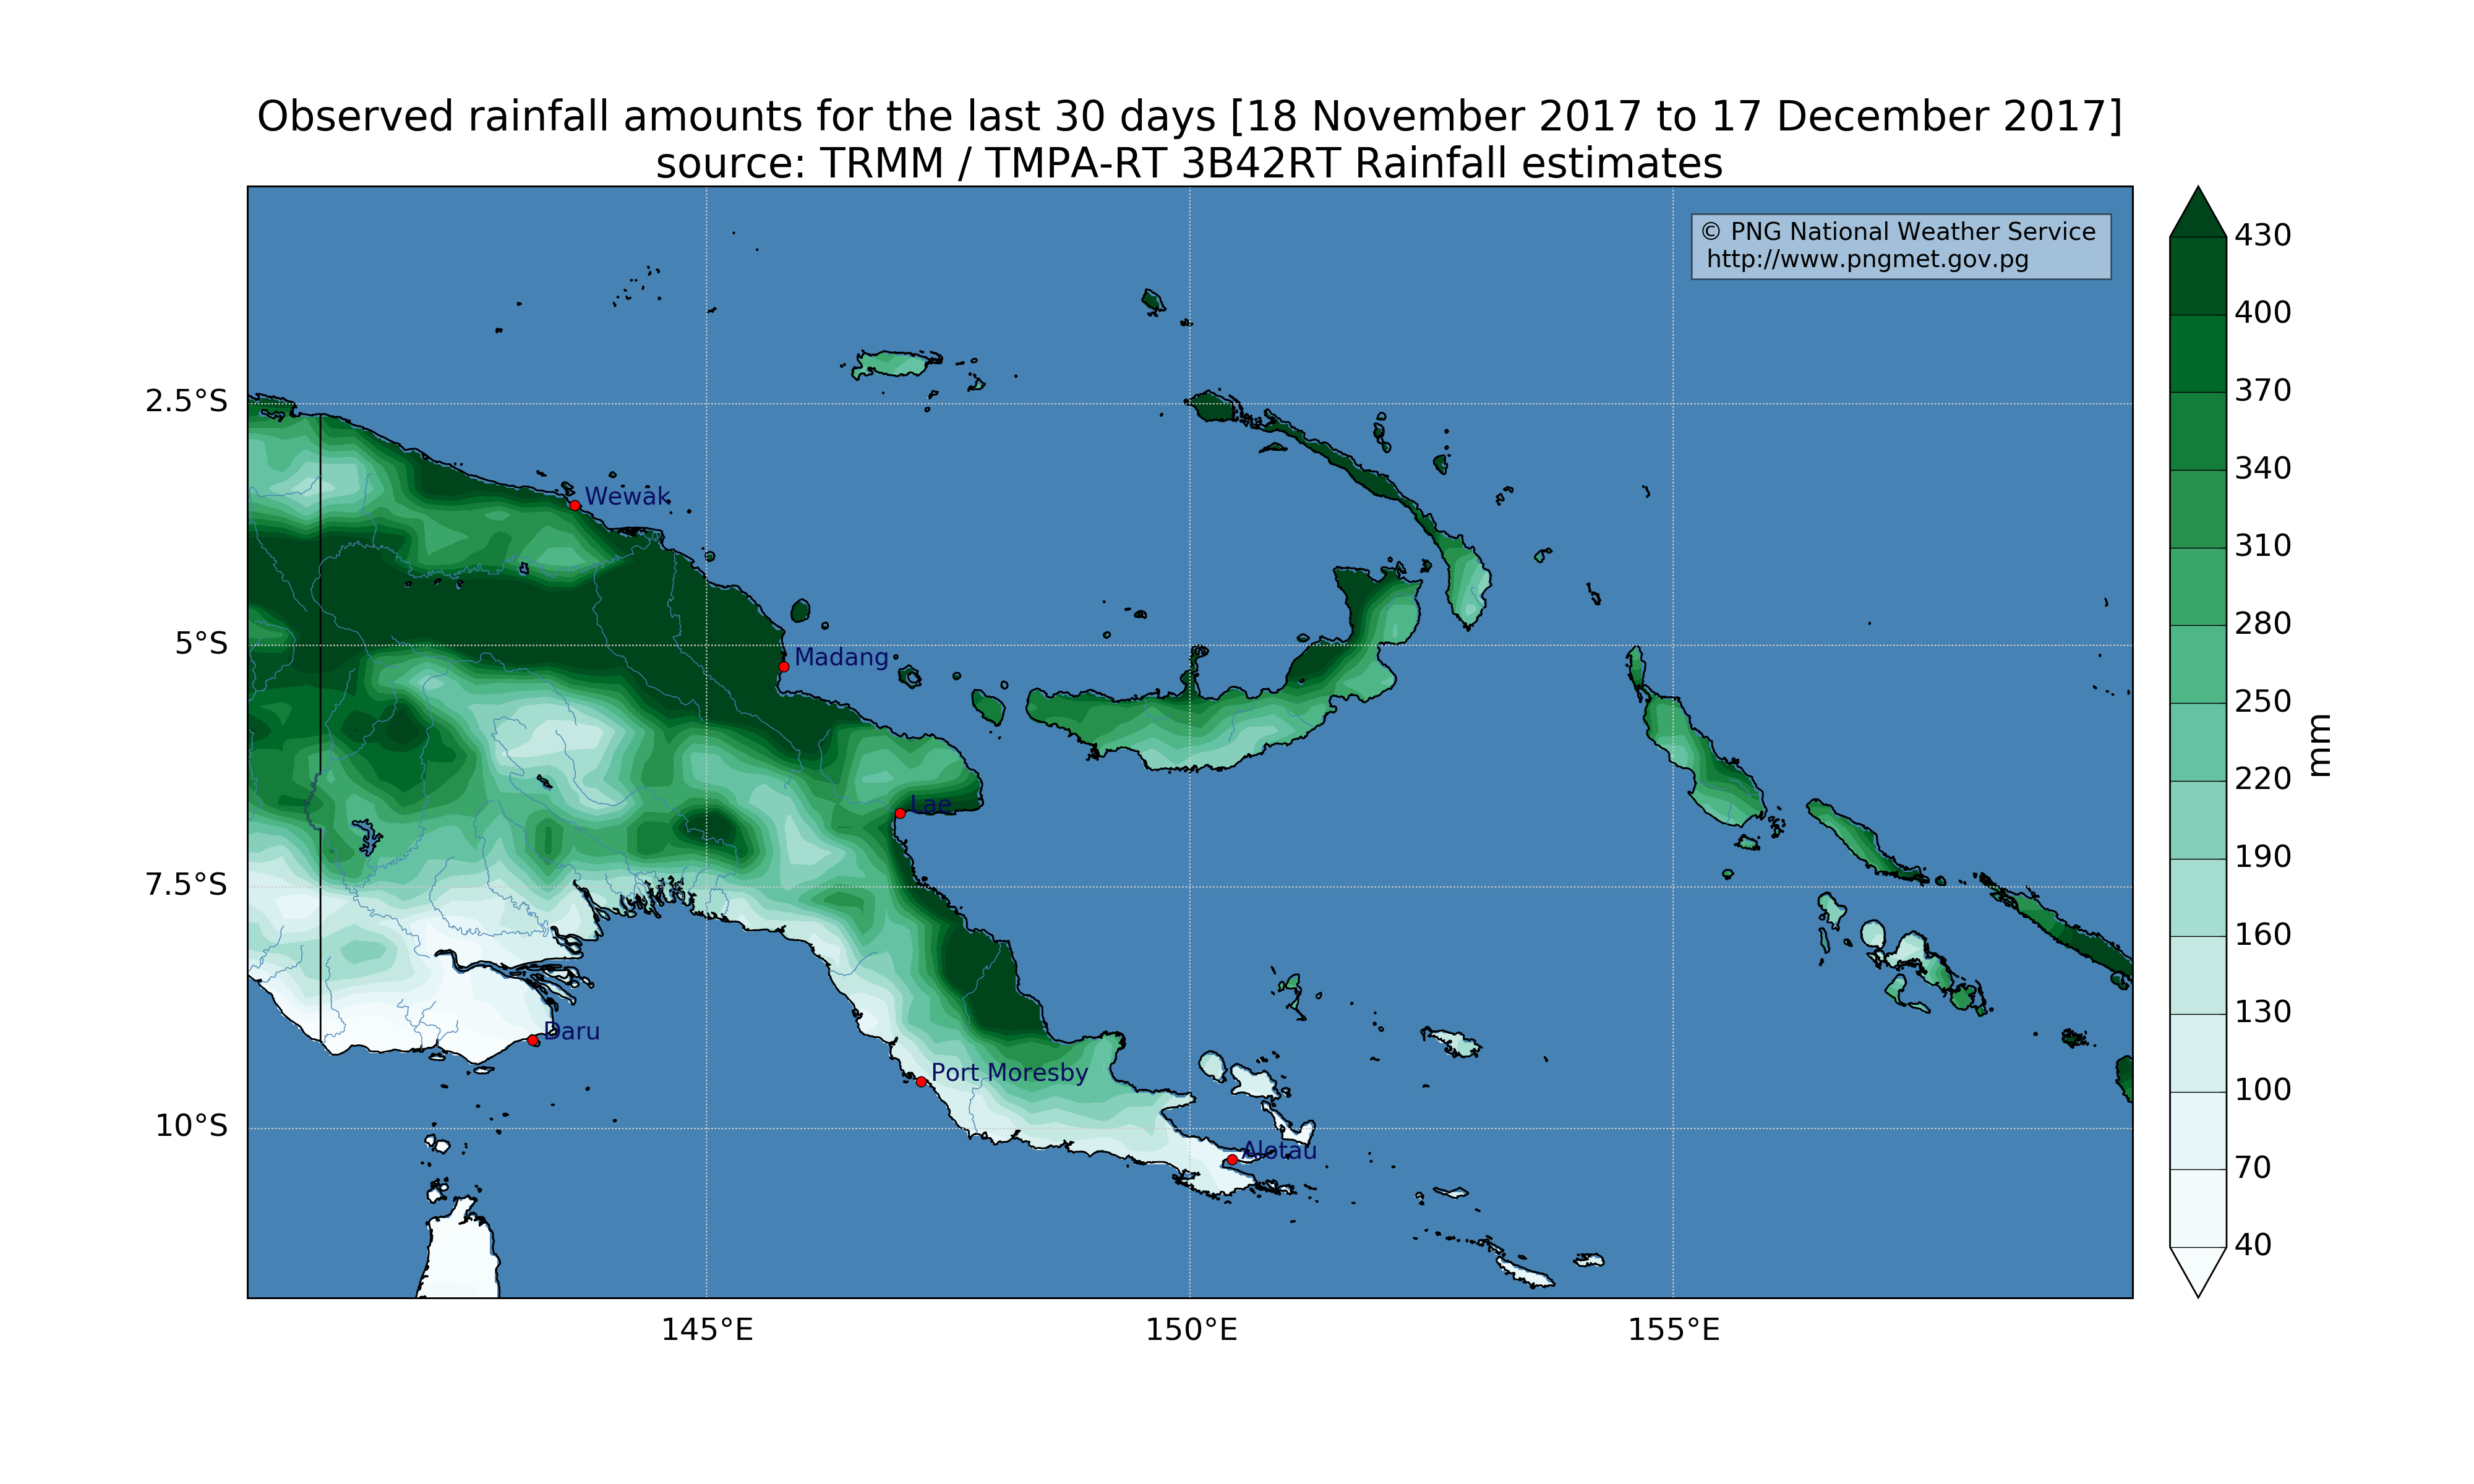 Observed rainfall amounts for the last 30 days [18 November 2017 to 17 December 2017]
source: TRMM / TMPA-RT 3B42RT Rainfall estimates
© PNG National Weather Service
http://www.pngmet.gov.pg
430
400
370
340
310
280
250
220
190
160
130
100
70
40
mm
2.5°S
5°S
7.5°S
10°S
Wewak
Madang
Lae
Daru
Port Moresby
Alotau
145°E
150°E
155°E